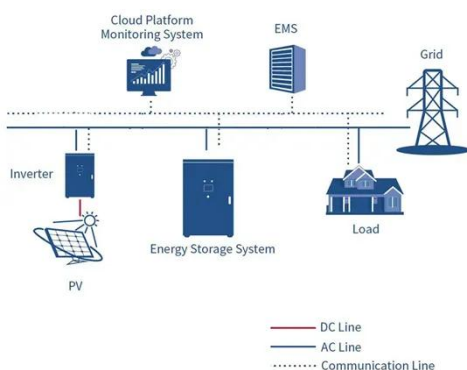 Cloud Platform
Monitoring System
EMS
Grid
Inverter
Energy Storage System
Load
PV
DC Line
AC Line
Communication Line